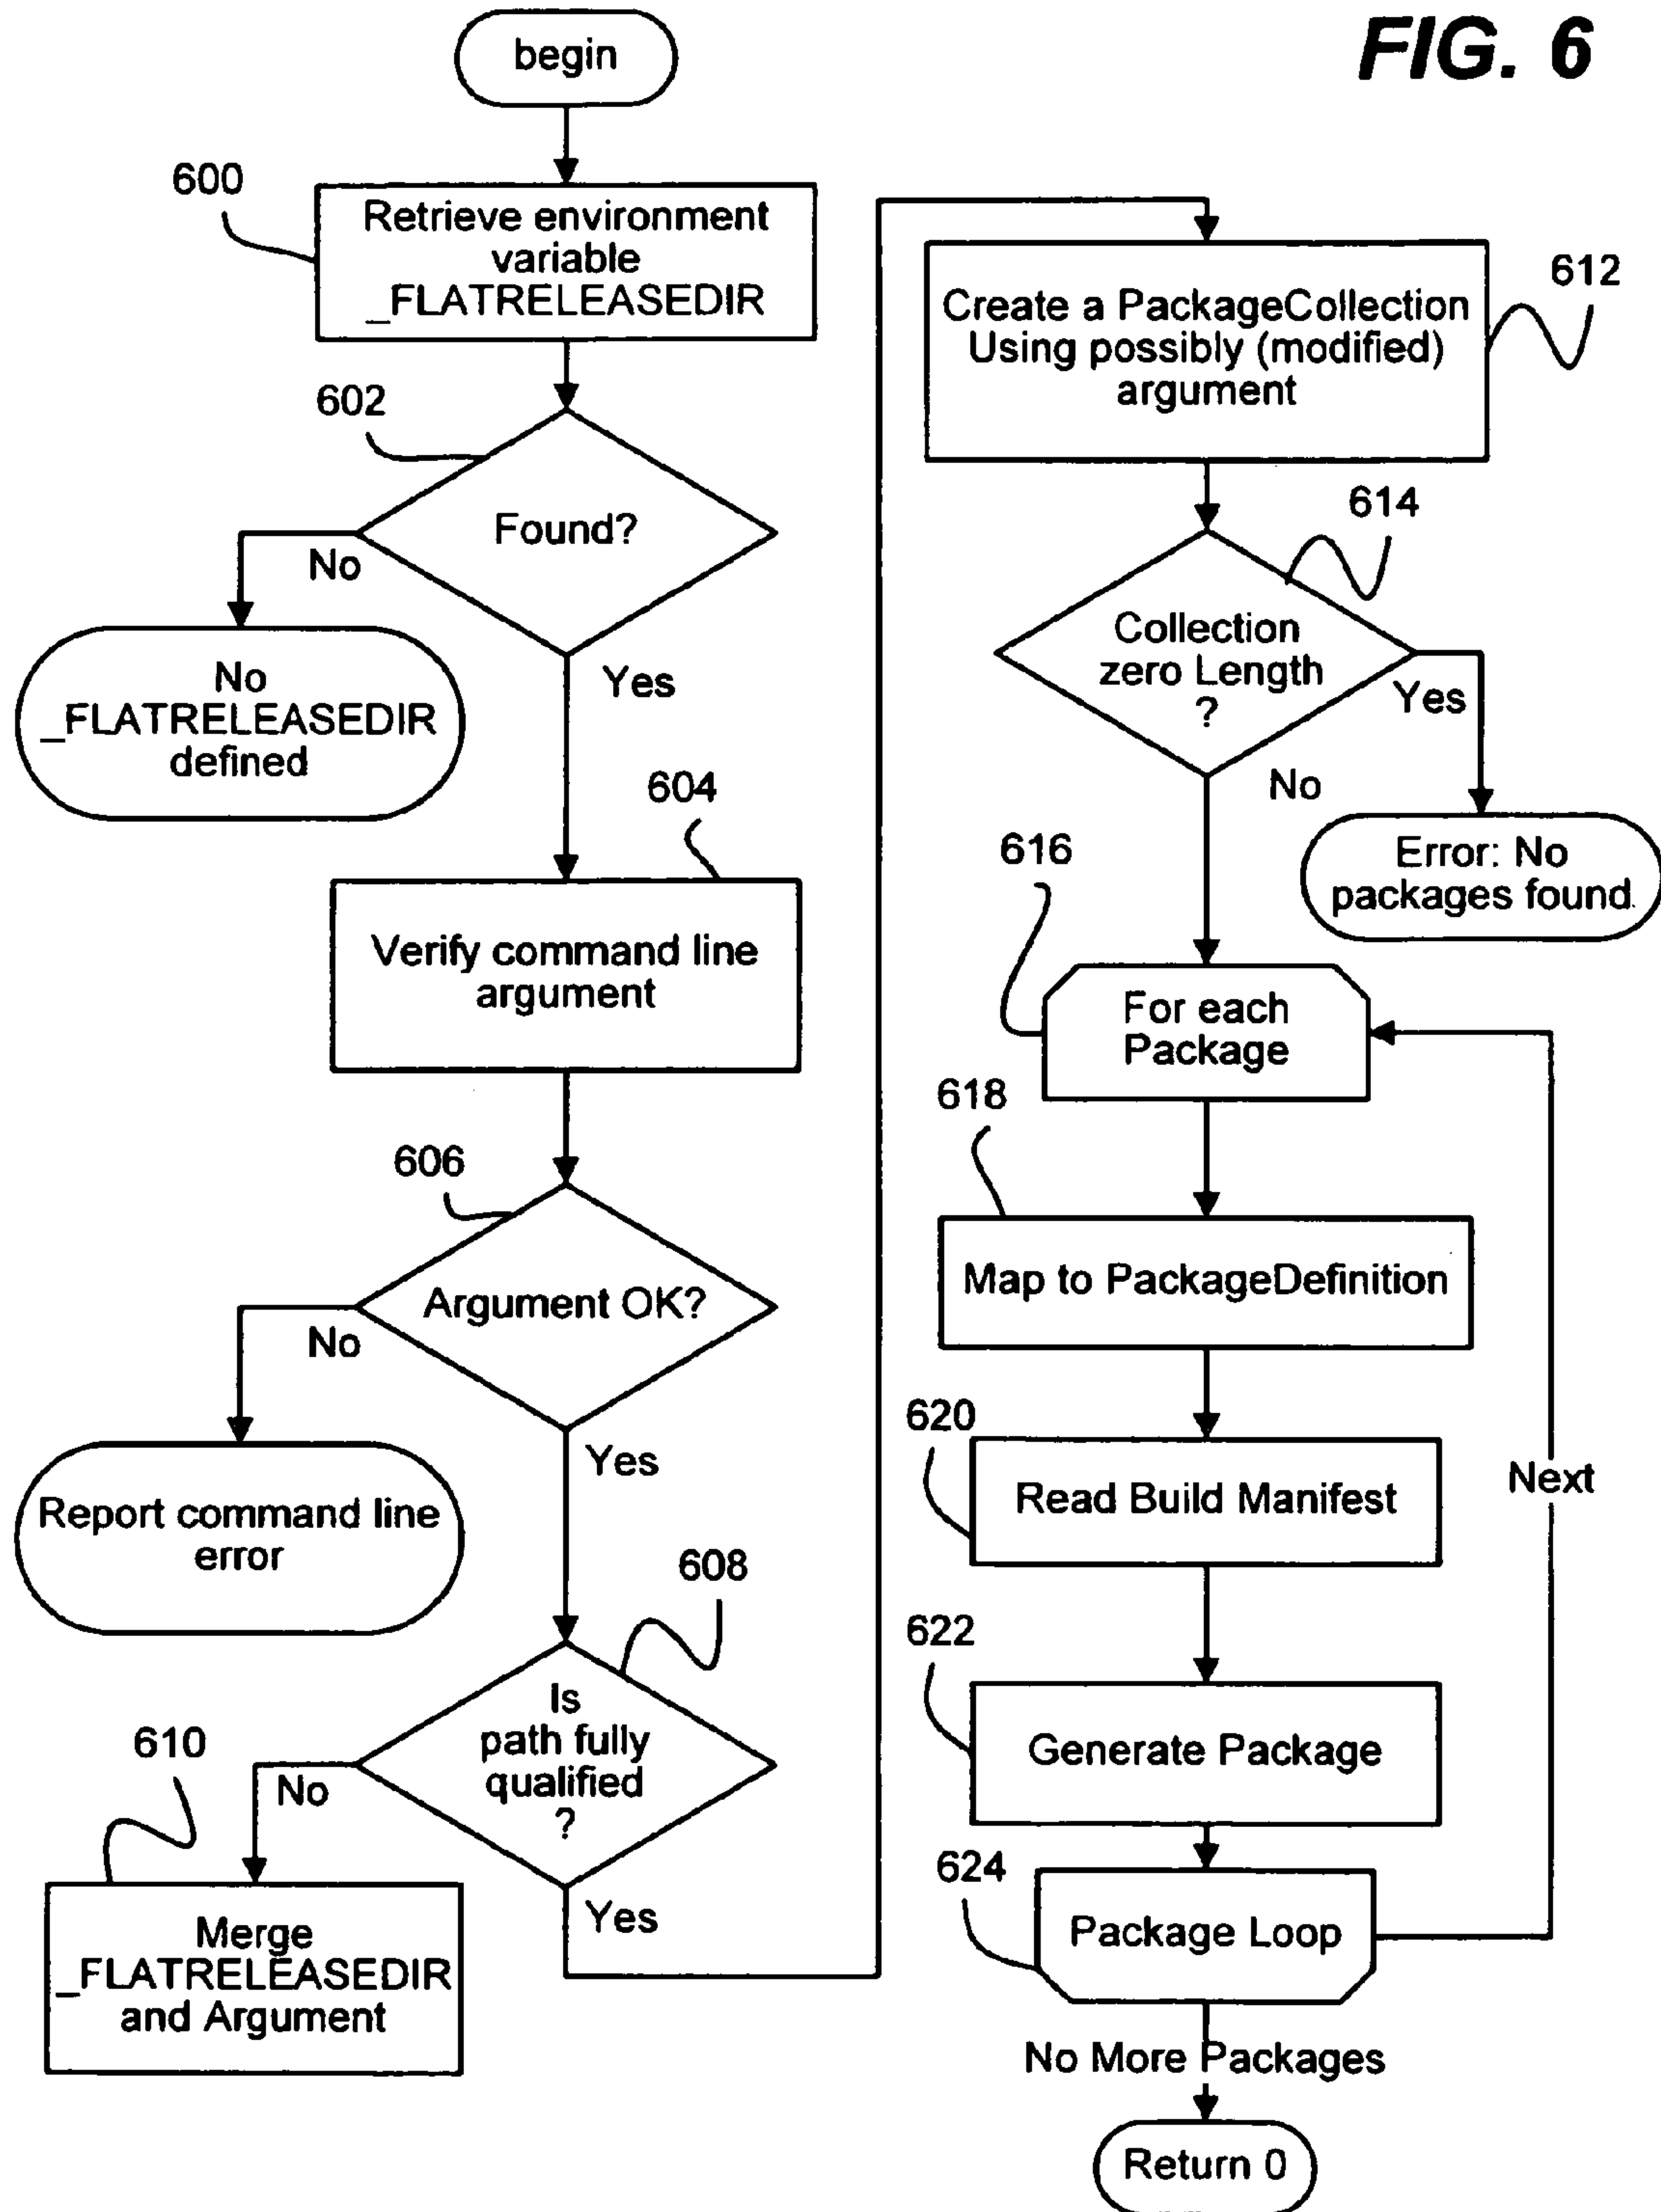 FIG. 6
begin
600
Retrieve environment
variable
_FLATRELEASEDIR
602
Found?
No
Yes
No
_FLATRELEASEDIR
defined
604
Verify command line
argument
606
Argument OK?
No
Yes
Report command line
error
608
Is
path fully
qualified
?
610
No
Yes
Merge
_FLATRELEASEDIR
and Argument
612
Create a PackageCollection
Using possibly (modified)
argument
614
Collection
zero Length
?
Yes
No
Error: No
packages found
616
For each
Package
618
Map to PackageDefinition
620
Read Build Manifest
Next
622
Generate Package
624
Package Loop
No More Packages
Return 0